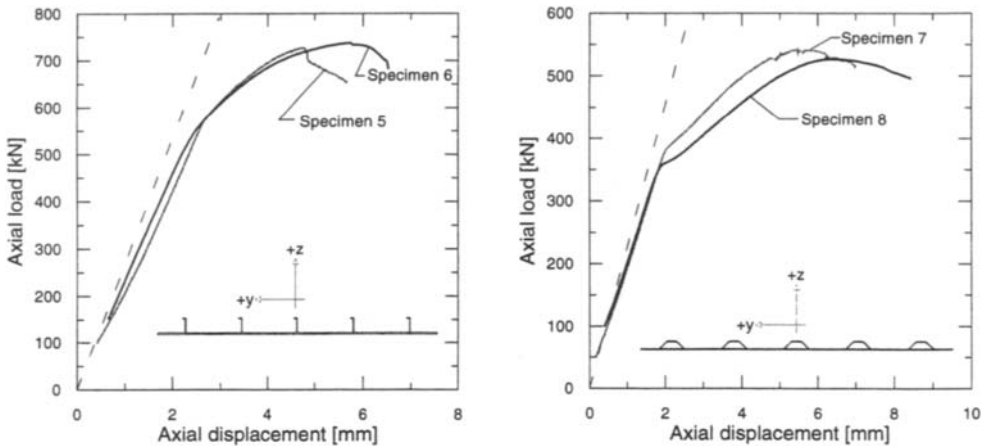 800
700
600
500
400
300
200
100
0
Axial load [kN]
Specimen 6
Specimen 5
+z
+y
0
2
4
6
8
Axial displacement [mm]
600
500
400
300
200
100
0
Axial load [kN]
Specimen 7
Specimen 8
+z
+y
0
2
4
6
8
10
Axial displacement [mm]